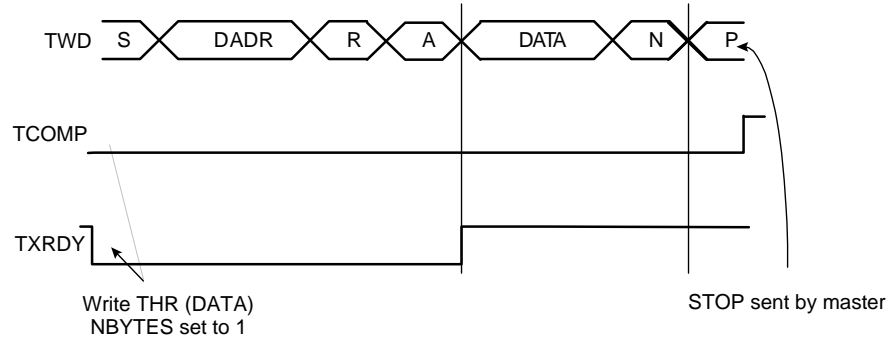 TWD S DADR R A DATA N P
TCOMP
TXRDY
Write THR (DATA)
NBYTES set to 1
STOP sent by master